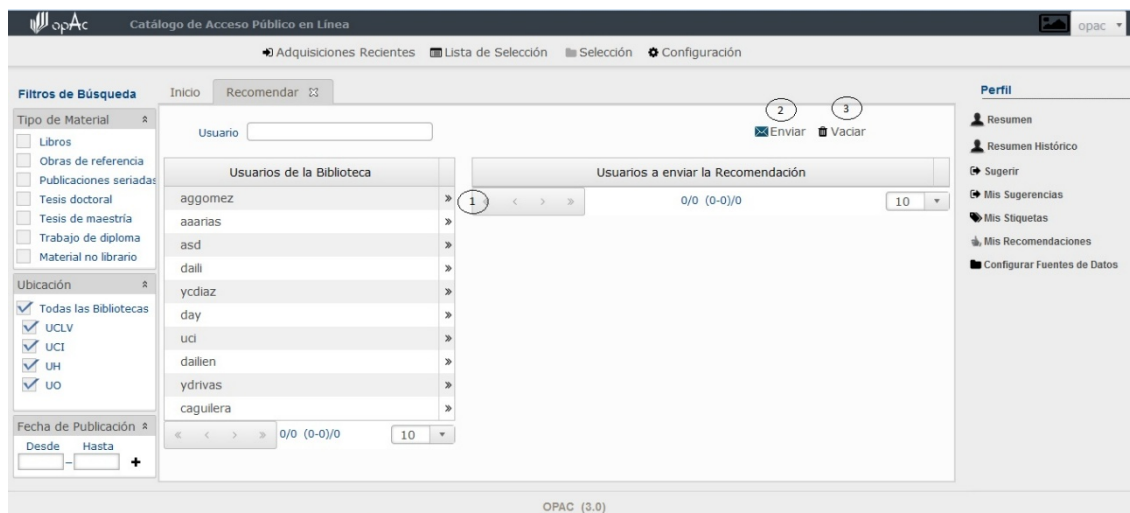 opAc
Catálogo de Acceso Público en Línea
opac
Adquisiciones Recientes Lista de Selección Selección Configuración
Filtros de Búsqueda
Tipo de Material
Libros
Obras de referencia
Publicaciones seriadas
Tesis doctoral
Tesis de maestría
Trabajo de diploma
Material no librario
Ubicación
Todas las Bibliotecas
UCLV
UCI
UH
UO
Fecha de Publicación
Desde Hasta
–
+
Inicio Recomendar
Usuario
2 3
Enviar Vaciar
Usuarios de la Biblioteca
aggomez »
aaarias »
asd »
daili »
ycdiaz »
day »
uci »
dailien »
ydrivas »
caguilera »
« < > » 0/0 (0-0)/0 10
Usuarios a enviar la Recomendación
1 « < > » 0/0 (0-0)/0 10
Perfil
Resumen
Resumen Histórico
Sugerir
Mis Sugerencias
Mis Stiquetas
Mis Recomendaciones
Configurar Fuentes de Datos
OPAC (3.0)